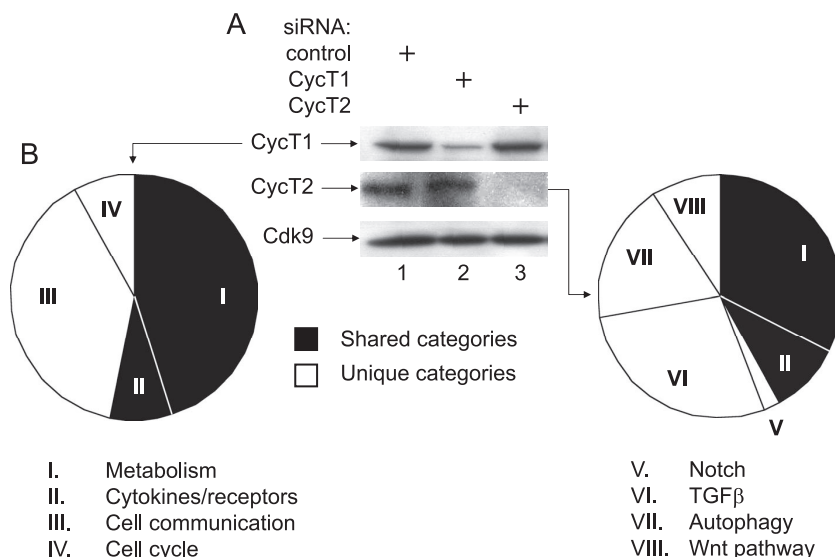 A
siRNA:
control +
CycT1 +
CycT2 +
B
CycT1
CycT2
Cdk9
1 2 3
IV
III
I
II
VIII
I
VII
II
VI
V
Shared categories
Unique categories
I. Metabolism
II. Cytokines/receptors
III. Cell communication
IV. Cell cycle
V. Notch
VI. TGFβ
VII. Autophagy
VIII. Wnt pathway